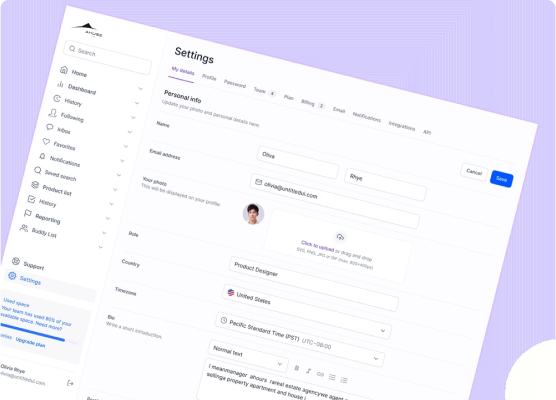 AHUSE
Search
Home
Dashboard
History
Following
Inbox
Favorites
Notifications
Saved search
Product list
History
Reporting
Buddy List
Support
Settings
Used space
Your team has used 80% of your
available space. Need more?
Upgrade plan
Olivia Rhye
olivia@untitledui.com
Settings
My details
Profile
Password
Team 4
Plan
Billing 2
Email
Notifications
Integrations
API
Personal info
Update your photo and personal details here.
Cancel
Save
Name
Oliva
Rhye
Email address
olivia@untitledui.com
Your photo
This will be displayed on your profile.
Click to upload or drag and drop
SVG, PNG, JPG or GIF (max. 800×400px)
Role
Product Designer
Country
United States
Timezone
Pacific Standard Time (PST) UTC-08:00
Bio
Write a short introduction.
Normal text
I meanmanager ahours rarest estate agencywe agent
sellinge property apartment and house i